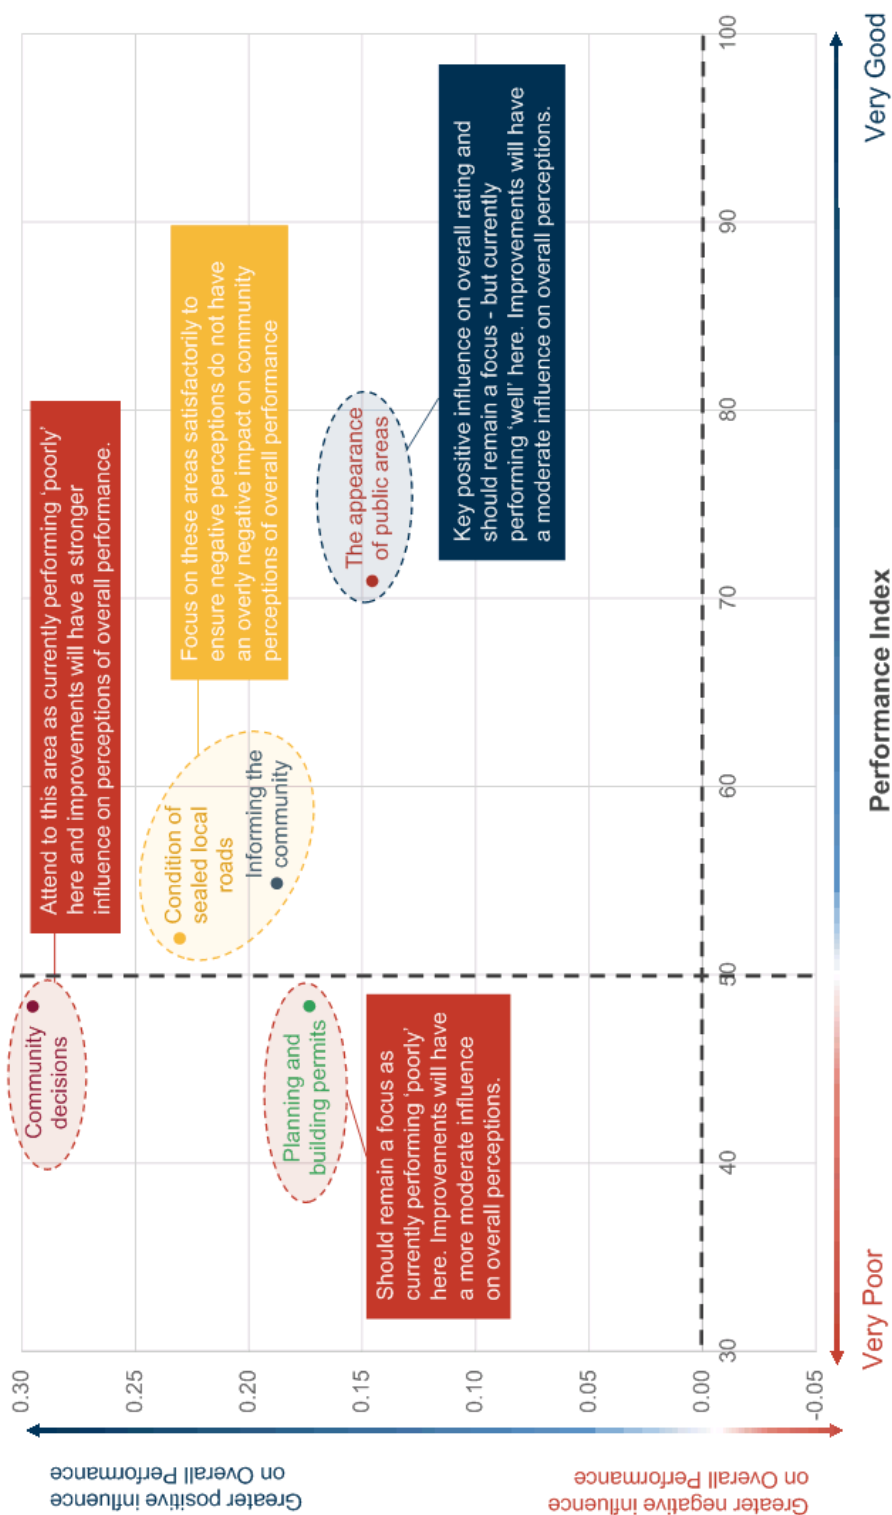 Greater positive influence
on Overall Performance
Greater negative influence
on Overall Performance
0.30
0.25
0.20
0.15
0.10
0.05
0.00
-0.05
Community
decisions
Attend to this area as currently performing ‘poorly’
here and improvements will have a stronger
influence on perceptions of overall performance.
Condition of
sealed local
roads
Informing the
community
Focus on these areas satisfactorily to
ensure negative perceptions do not have
an overly negative impact on community
perceptions of overall performance
Planning and
building permits
Should remain a focus as
currently performing ‘poorly’
here. Improvements will have
a more moderate influence
on overall perceptions.
The appearance
of public areas
Key positive influence on overall rating and
should remain a focus - but currently
performing ‘well’ here. Improvements will have
a moderate influence on overall perceptions.
30
40
50
60
70
80
90
100
Very Poor
Performance Index
Very Good